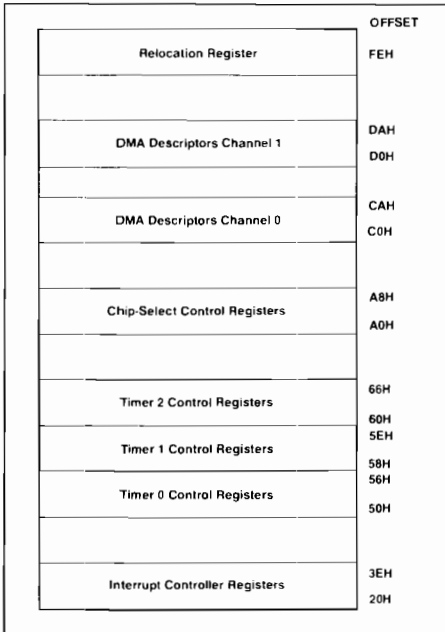 OFFSET
Relocation Register FEH
DAH
DMA Descriptors Channel 1
D0H
CAH
DMA Descriptors Channel 0
C0H
A8H
Chip-Select Control Registers
A0H
66H
Timer 2 Control Registers
60H
5EH
Timer 1 Control Registers
58H
56H
Timer 0 Control Registers
50H
3EH
Interrupt Controller Registers
20H